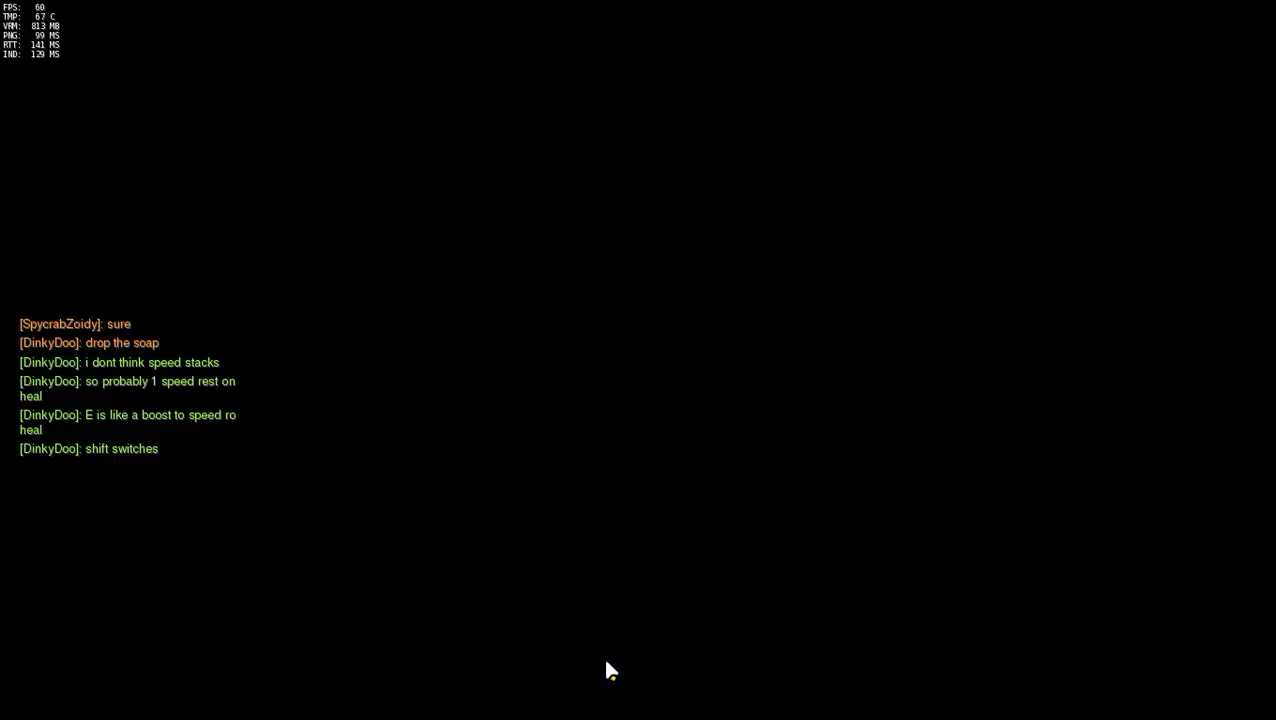 FPS: 60
TMP: 67 C
VRM: 813 MB
PNG: 99 MS
RTT: 141 MS
IND: 129 MS
[SpycrabZoidy]: sure
[DinkyDoo]: drop the soap
[DinkyDoo]: i dont think speed stacks
[DinkyDoo]: so probably 1 speed rest on
heal
[DinkyDoo]: E is like a boost to speed ro
heal
[DinkyDoo]: shift switches